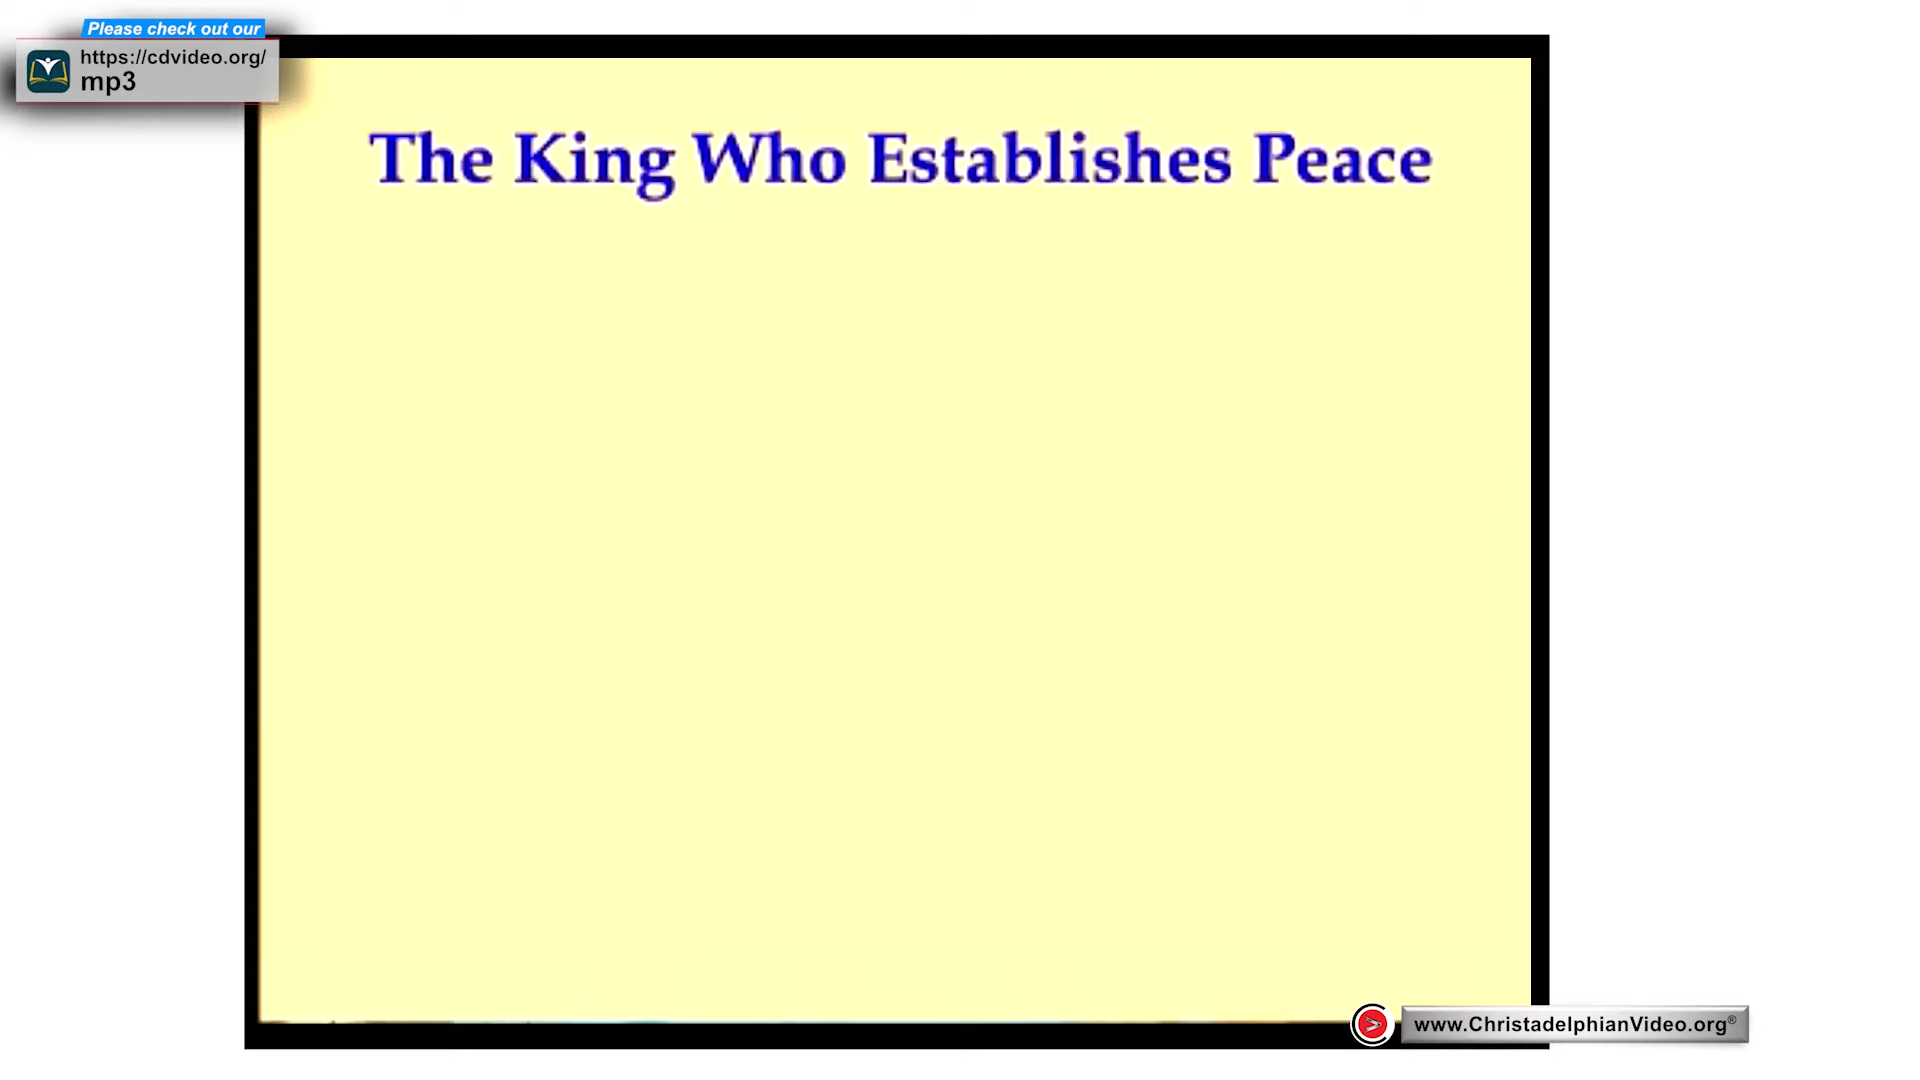 Please check out our
https://cdvideo.org/
mp3
The King Who Establishes Peace
www.ChristadelphianVideo.org®